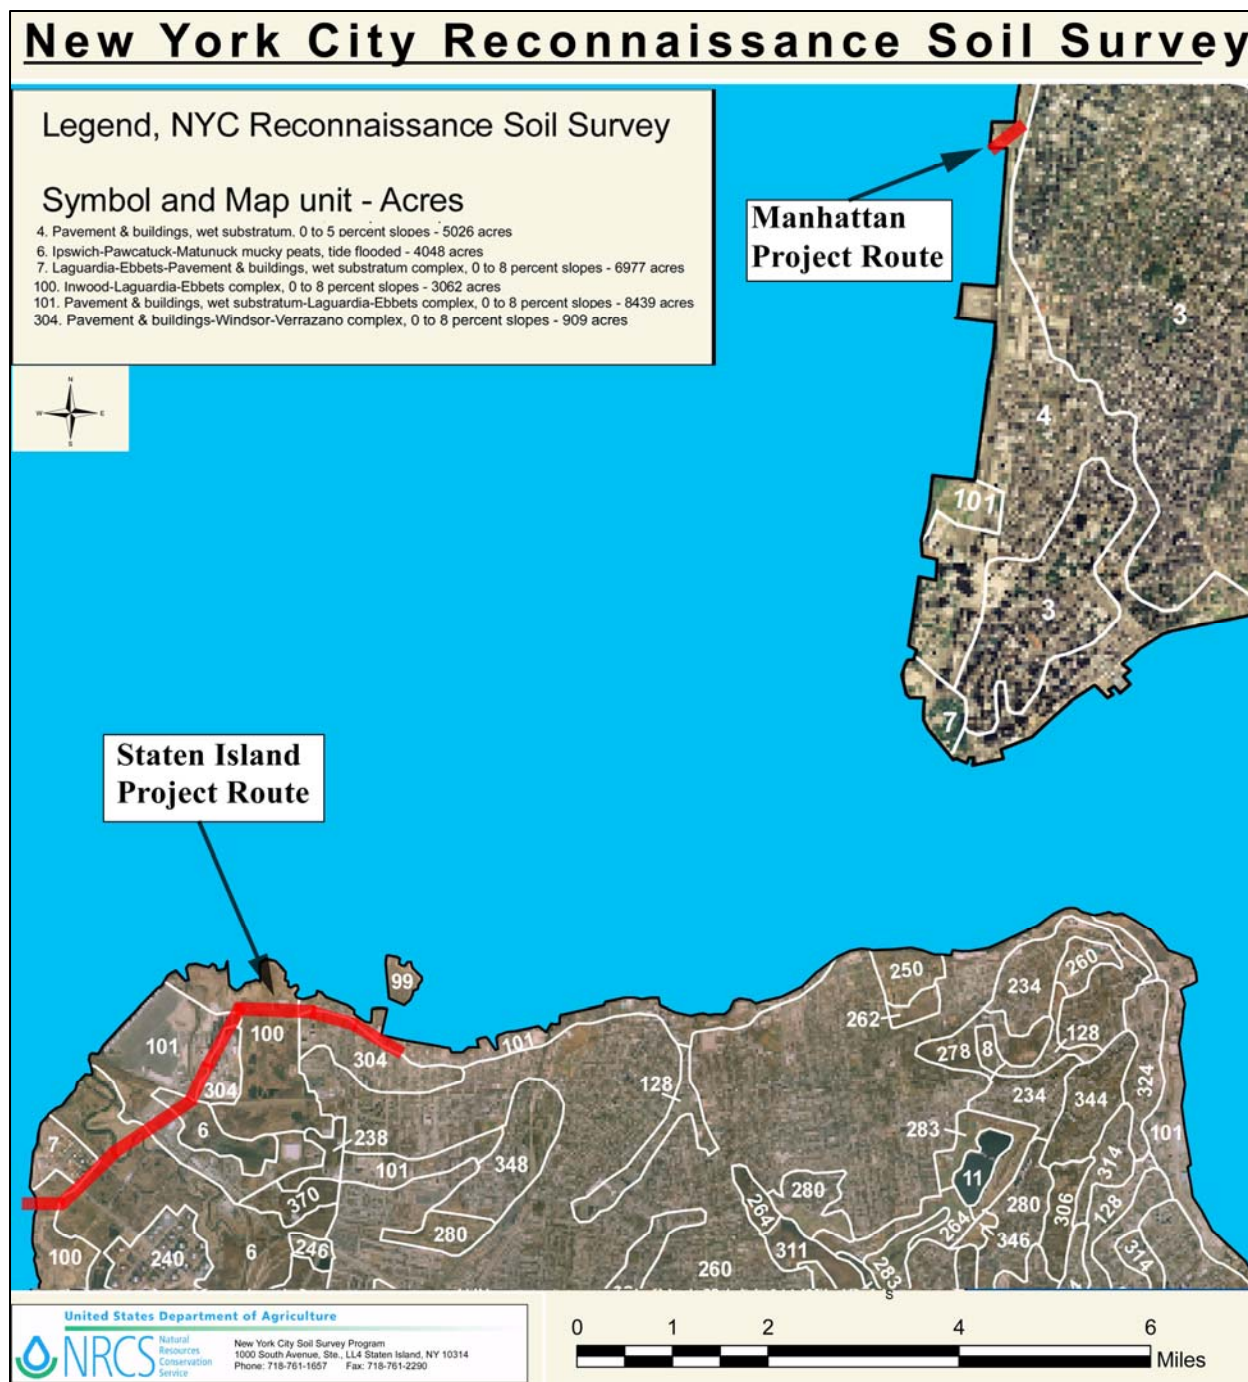 New York City Reconnaissance Soil Survey
Legend, NYC Reconnaissance Soil Survey
Symbol and Map unit - Acres
4. Pavement & buildings, wet substratum, 0 to 5 percent slopes - 5026 acres
6. Ipswich-Pawcatuck-Matunuck mucky peats, tide flooded - 4048 acres
7. Laguardia-Ebbets-Pavement & buildings, wet substratum complex, 0 to 8 percent slopes - 6977 acres
100. Inwood-Laguardia-Ebbets complex, 0 to 8 percent slopes - 3062 acres
101. Pavement & buildings, wet substratum-Laguardia-Ebbets complex, 0 to 8 percent slopes - 8439 acres
304. Pavement & buildings-Windsor-Verrazano complex, 0 to 8 percent slopes - 909 acres
N
W
E
S
Manhattan
Project Route
3
4
101
3
7
Staten Island
Project Route
99
250
260
234
262
101
100
101
304
278
8
128
304
128
234
344
324
6
7
238
283
101
101
348
314
11
280
370
280
264
306
128
280
264
100
240
6
246
346
311
314
260
283
S
United States Department of Agriculture
NRCS
Natural
Resources
Conservation
Service
New York City Soil Survey Program
1000 South Avenue, Ste., LL4 Staten Island, NY 10314
Phone: 718-761-1657 Fax: 718-761-2290
0 1 2 4 6
Miles